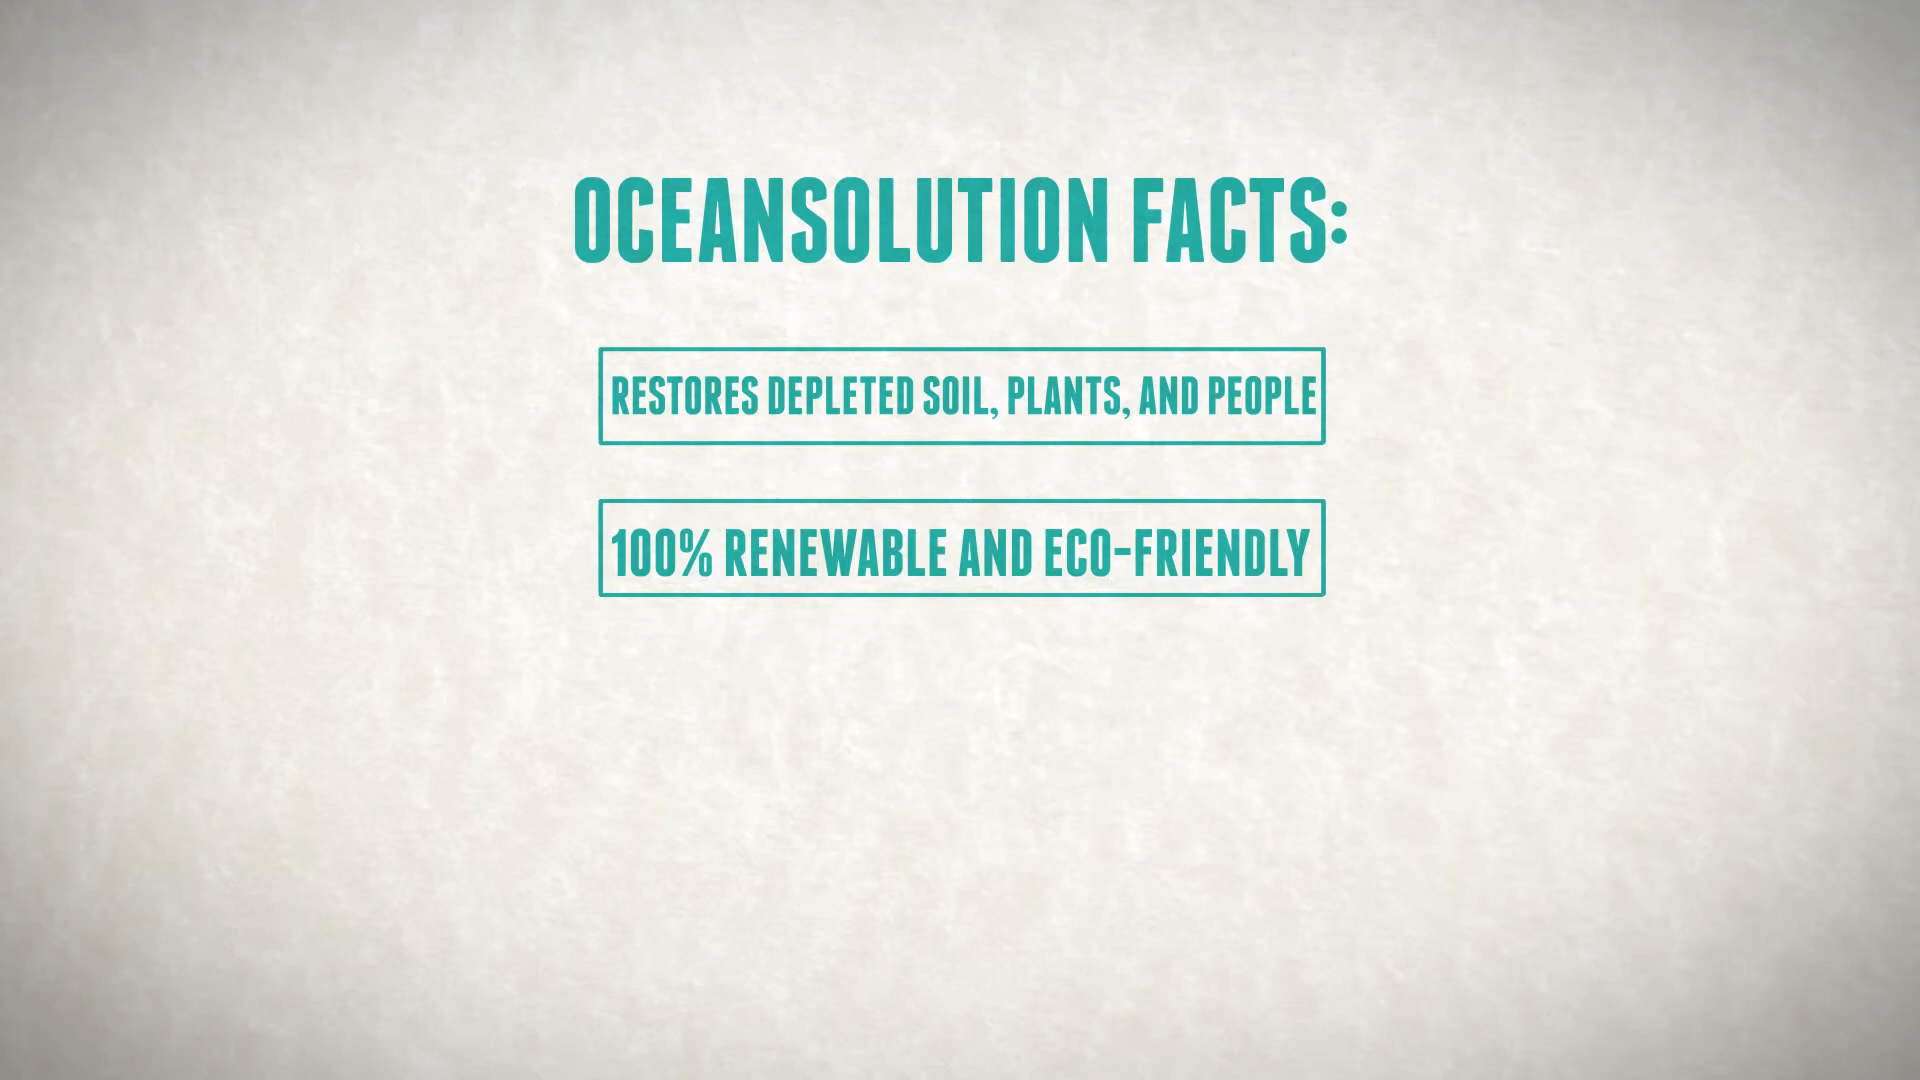 OCEANSOLUTION FACTS:
RESTORES DEPLETED SOIL, PLANTS, AND PEOPLE
100% RENEWABLE AND ECO-FRIENDLY